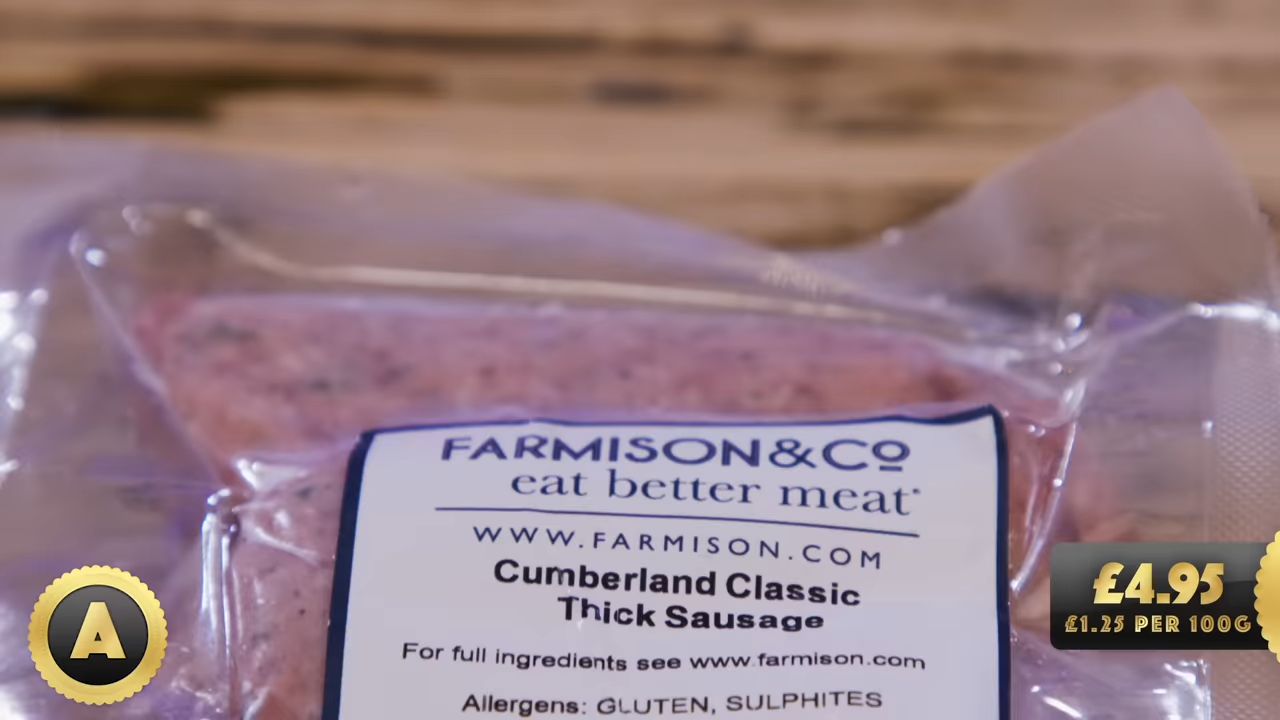 FARMISON&Co
eat better meat
WWW.FARMISON.COM
Cumberland Classic
Thick Sausage
For full ingredients see www.farmison.com
Allergens: GLUTEN, SULPHITES
A
£4.95
£1.25 PER 100G